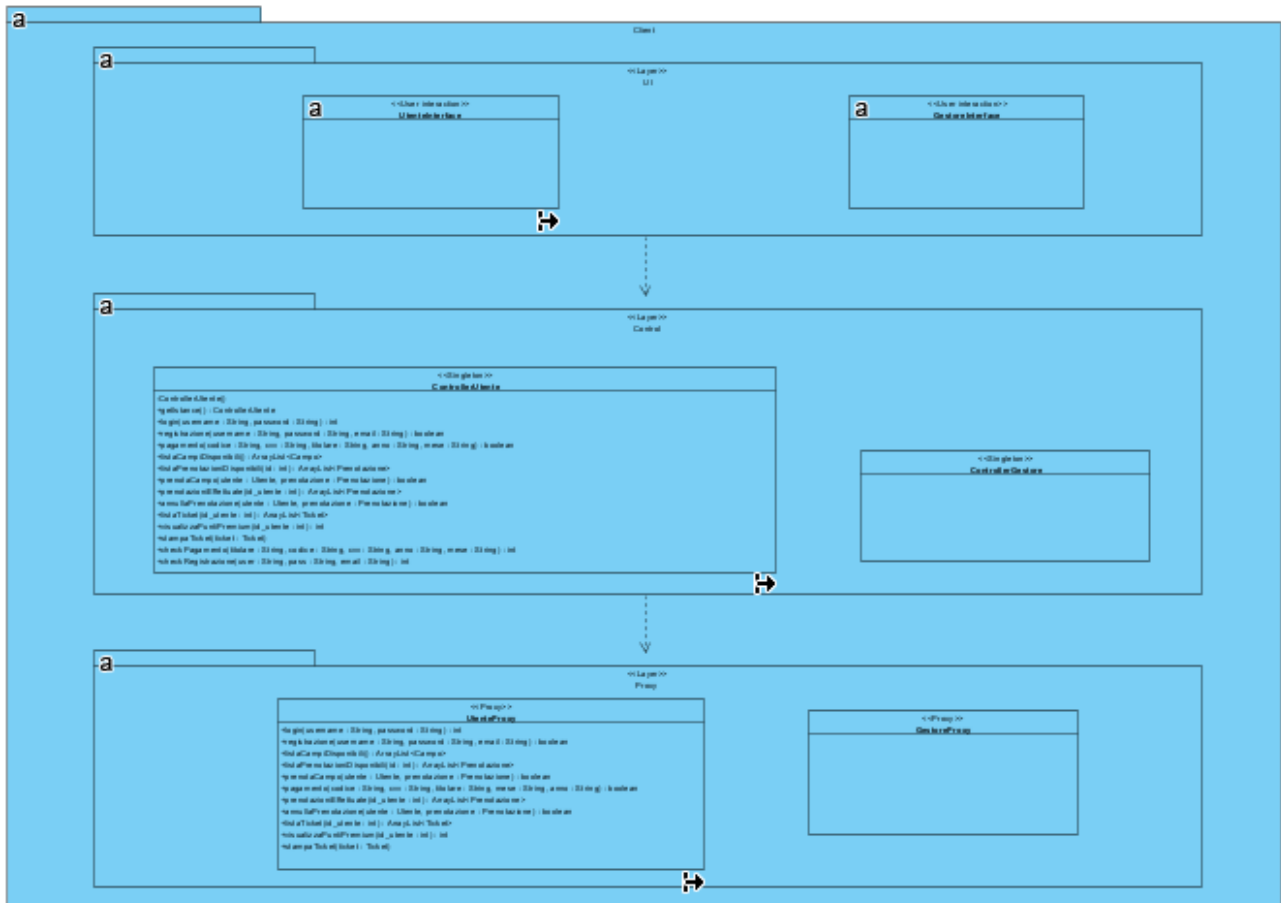 a
Client
a
<<Layer>>
UI
a
<<User interaction>>
UtenteInterface
a
<<User interaction>>
GestoreInterface
a
<<Layer>>
Control
<<Singleton>>
ControllerUtente
-ControllerUtente()
+getIstance() : ControllerUtente
+login(username : String, password : String) : int
+registrazione(username : String, password : String, email : String) : boolean
+pagamento(codice : String, cvv : String, titolare : String, anno : String, mese : String) : boolean
+listaCampiDisponibili() : ArrayList<Campo>
+listaPrenotazioniDisponibili(id : int) : ArrayList<Prenotazione>
+prenotaCampo(utente : Utente, prenotazione : Prenotazione) : boolean
+prenotazioniEffettuate(id_utente : int) : ArrayList<Prenotazione>
+annullaPrenotazione(utente : Utente, prenotazione : Prenotazione) : boolean
+listaTicket(id_utente : int) : ArrayList<Ticket>
+visualizzaPuntiPremium(id_utente : int) : int
+stampaTicket(ticket : Ticket)
+checkPagamento(titolare : String, codice : String, cvv : String, anno : String, mese : String) : int
+checkRegistrazione(user : String, pass : String, email : String) : int
<<Singleton>>
ControllerGestore
a
<<Layer>>
Proxy
<<Proxy>>
UtenteProxy
+login(username : String, password : String) : int
+registrazione(username : String, password : String, email : String) : boolean
+listaCampiDisponibili() : ArrayList<Campo>
+listaPrenotazioniDisponibili(id : int) : ArrayList<Prenotazione>
+prenotaCampo(utente : Utente, prenotazione : Prenotazione) : boolean
+pagamento(codice : String, cvv : String, titolare : String, mese : String, anno : String) : boolean
+prenotazioniEffettuate(id_utente : int) : ArrayList<Prenotazione>
+annullaPrenotazione(utente : Utente, prenotazione : Prenotazione) : boolean
+listaTicket(id_utente : int) : ArrayList<Ticket>
+visualizzaPuntiPremium(id_utente : int) : int
+stampaTicket(ticket : Ticket)
<<Proxy>>
GestoreProxy